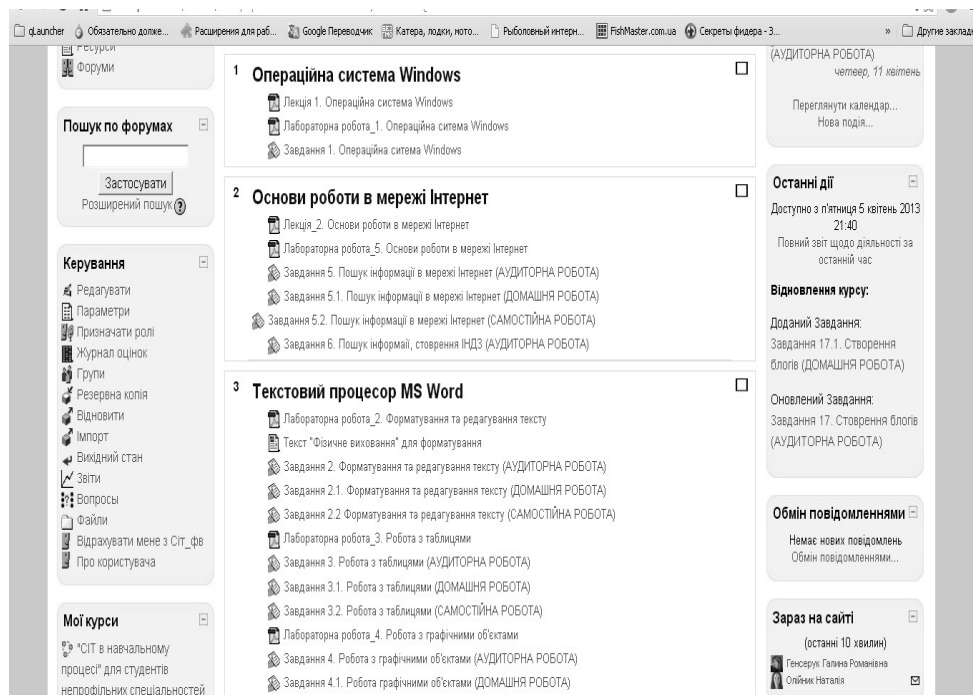 qLauncher Обязательно долже... Расширения для раб... Google Переводчик Катера, лодки, мото... Рыболовный интерн... FishMaster.com.ua Секреты фидера - З... » Другие закладк
Ресурси
Форуми
Пошук по форумах
Застосувати
Розширений пошук ?
Керування
Редагувати
Параметри
Призначати ролі
Журнал оцінок
Групи
Резервна копія
Відновити
Імпорт
Вихідний стан
Звіти
Вопросы
Файли
Відрахувати мене з Сіт_фв
Про користувача
Мої курси
"СІТ в навчальному
процесі" для студентів
непрофільних спеціальностей
1 Операційна система Windows
Лекція 1. Операційна система Windows
Лабораторна робота_1. Операційна ситема Windows
Завдання 1. Операційна ситема Windows
2 Основи роботи в мережі Інтернет
Лекція_2. Основи роботи в мережі Інтернет
Лабораторна робота_5. Основи роботи в мережі Інтернет
Завдання 5. Пошук інформації в мережі Інтернет (АУДИТОРНА РОБОТА)
Завдання 5.1. Пошук інформації в мережі Інтернет (ДОМАШНЯ РОБОТА)
Завдання 5.2. Пошук інформації в мережі Інтернет (САМОСТІЙНА РОБОТА)
Завдання 6. Пошук інформаії, стоврення ІНДЗ (АУДИТОРНА РОБОТА)
3 Текстовий процесор MS Word
Лабораторна робота_2. Форматування та редагування тексту
Текст "Фізичне виховання" для форматування
Завдання 2. Форматування та редагування тексту (АУДИТОРНА РОБОТА)
Завдання 2.1. Форматування та редагування тексту (ДОМАШНЯ РОБОТА)
Завдання 2.2 Форматування та редагування тексту (САМОСТІЙНА РОБОТА)
Лабораторна робота_3. Робота з таблицями
Завдання 3. Робота з таблицями (АУДИТОРНА РОБОТА)
Завдання 3.1. Робота з таблицями (ДОМАШНЯ РОБОТА)
Завдання 3.2. Робота з таблицями (САМОСТІЙНА РОБОТА)
Лабораторна робота_4. Робота з графічними об'єктами
Завдання 4. Робота з графічними об'єктами (АУДИТОРНА РОБОТА)
Завдання 4.1. Робота графічними об'єктами (ДОМАШНЯ РОБОТА)
(АУДИТОРНА РОБОТА)
четвер, 11 квітень
Переглянути календар...
Нова подія...
Останні дії
Доступно з п'ятниця 5 квітень 2013
21:40
Повний звіт щодо діяльності за
останній час
Відновлення курсу:
Доданий Завдання:
Завдання 17.1. Створення
блогів (ДОМАШНЯ РОБОТА)
Оновлений Завдання:
Завдання 17. Стоврення блогів
(АУДИТОРНА РОБОТА)
Обмін повідомленнями
Немає нових повідомлень
Обмін повідомленнями...
Зараз на сайті
(останні 10 хвилин)
Генсерук Галина Романівна
Олійник Наталія